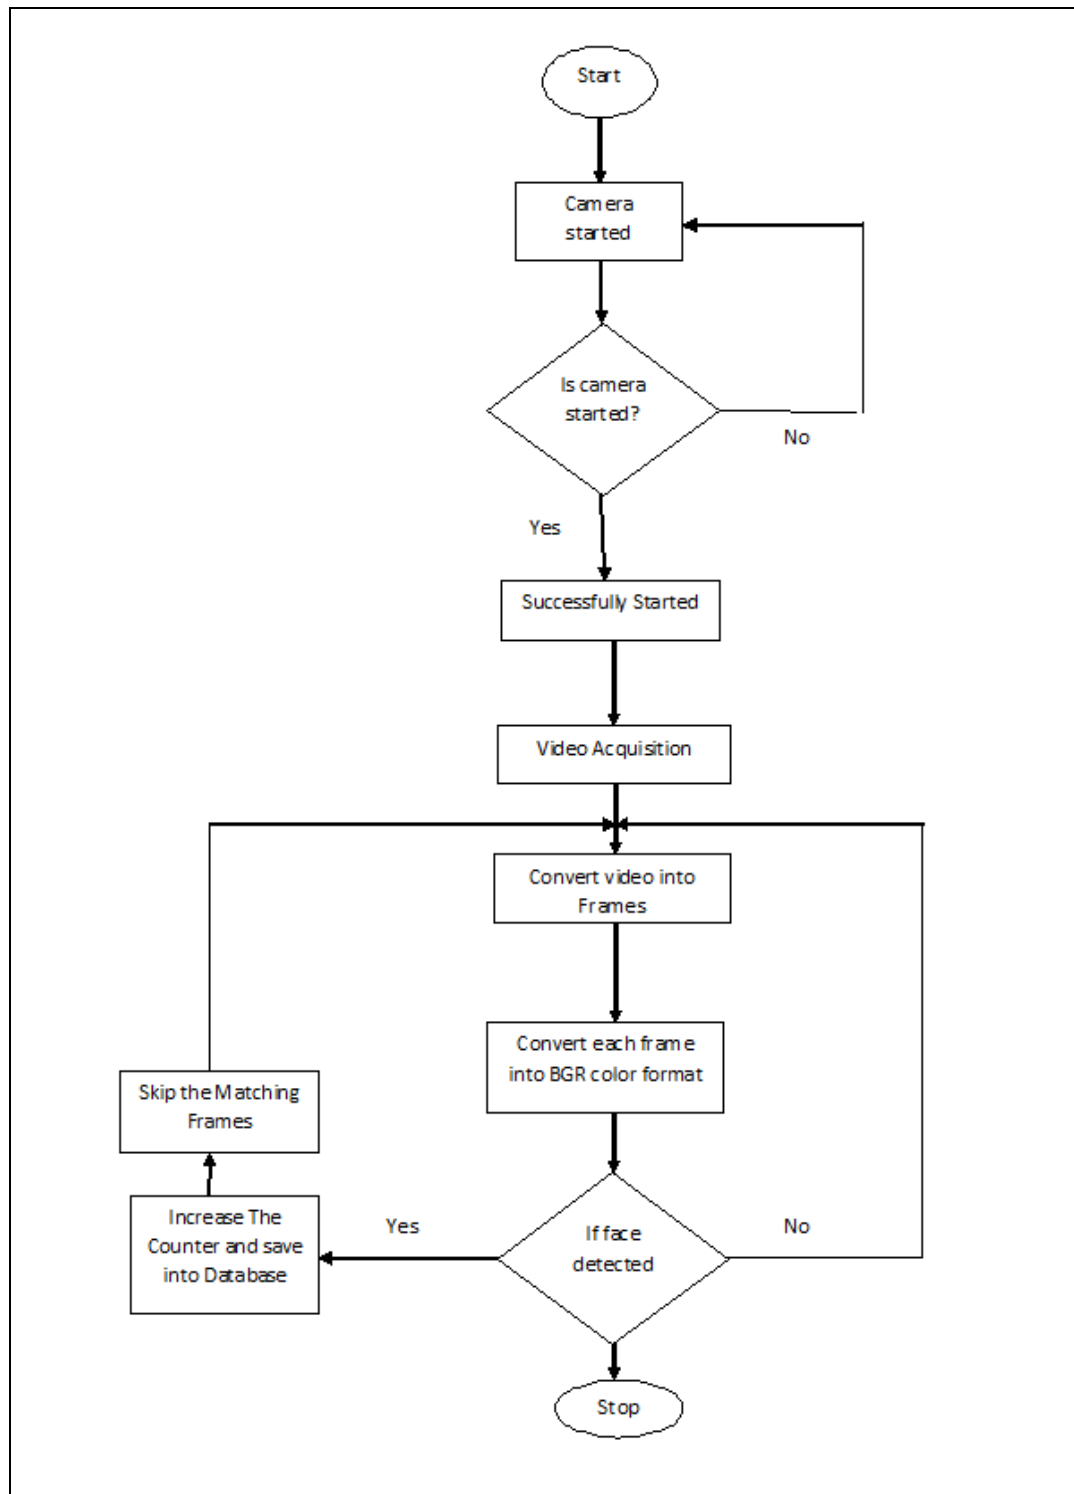 Start
Camera
started
Is camera
started?
No
Yes
Successfully Started
Video Acquisition
Convert video into
Frames
Convert each frame
into BGR color format
Skip the Matching
Frames
Increase The
Counter and save
into Database
Yes
If face
detected
No
Stop